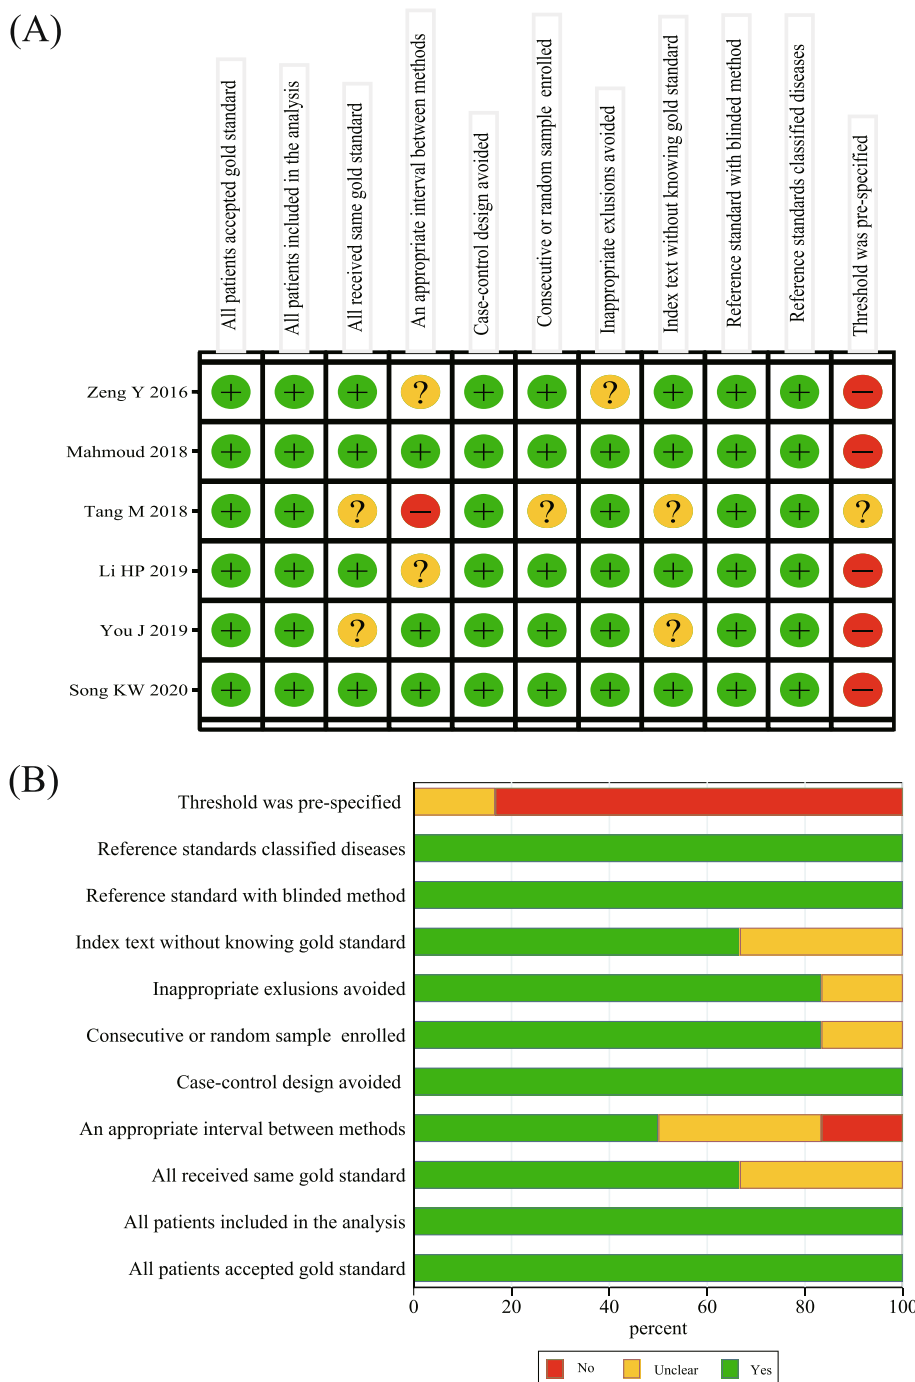 (A)
All patients accepted gold standard
All patients included in the analysis
All received same gold standard
An appropriate interval between methods
Case-control design avoided
Consecutive or random sample enrolled
Inappropriate exlusions avoided
Index text without knowing gold standard
Reference standard with blinded method
Reference standards classified diseases
Threshold was pre-specified
Zeng Y 2016 + + + ? + + ? + + + −
Mahmoud 2018 + + + + + + + + + + −
Tang M 2018 + + ? − + ? + ? + + ?
Li HP 2019 + + + ? + + + + + + −
You J 2019 + + ? + + + + ? + + −
Song KW 2020 + + + + + + + + + + −
(B)
Threshold was pre-specified
Reference standards classified diseases
Reference standard with blinded method
Index text without knowing gold standard
Inappropriate exlusions avoided
Consecutive or random sample enrolled
Case-control design avoided
An appropriate interval between methods
All received same gold standard
All patients included in the analysis
All patients accepted gold standard
0 20 40 60 80 100
percent
No Unclear Yes